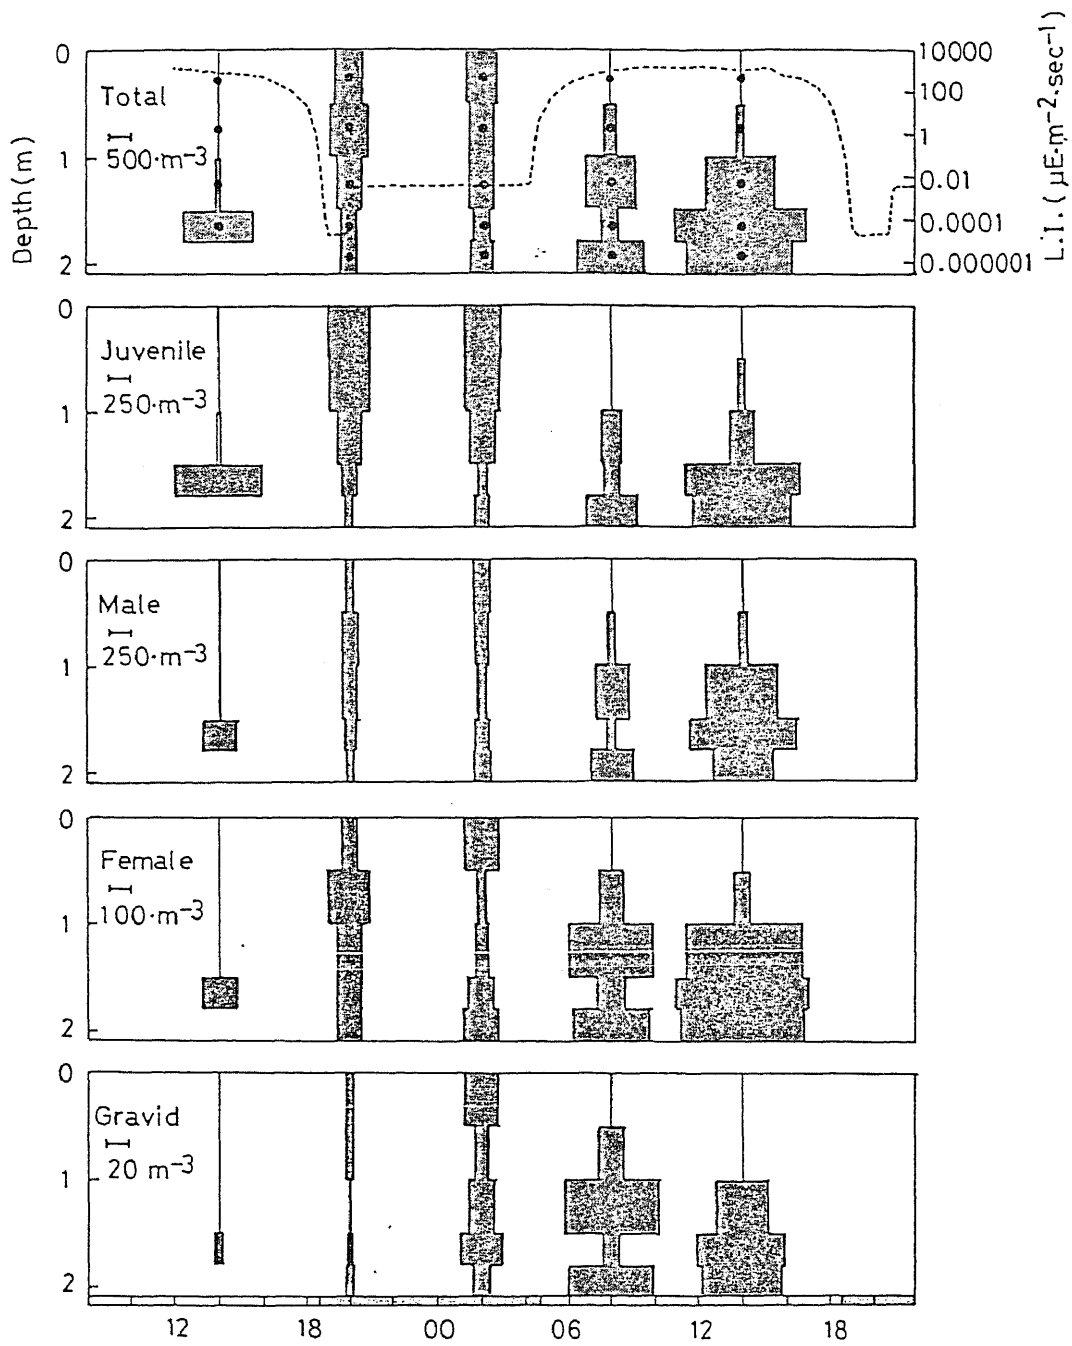 Depth (m)
L.I. ( µE·m-2·sec-1)
0
1
2
Total
500·m-3
10000
100
1
0.01
0.0001
0.000001
0
1
2
Juvenile
250·m-3
0
1
2
Male
250·m-3
0
1
2
Female
100·m-3
0
1
2
Gravid
20 m-3
12 18 00 06 12 18